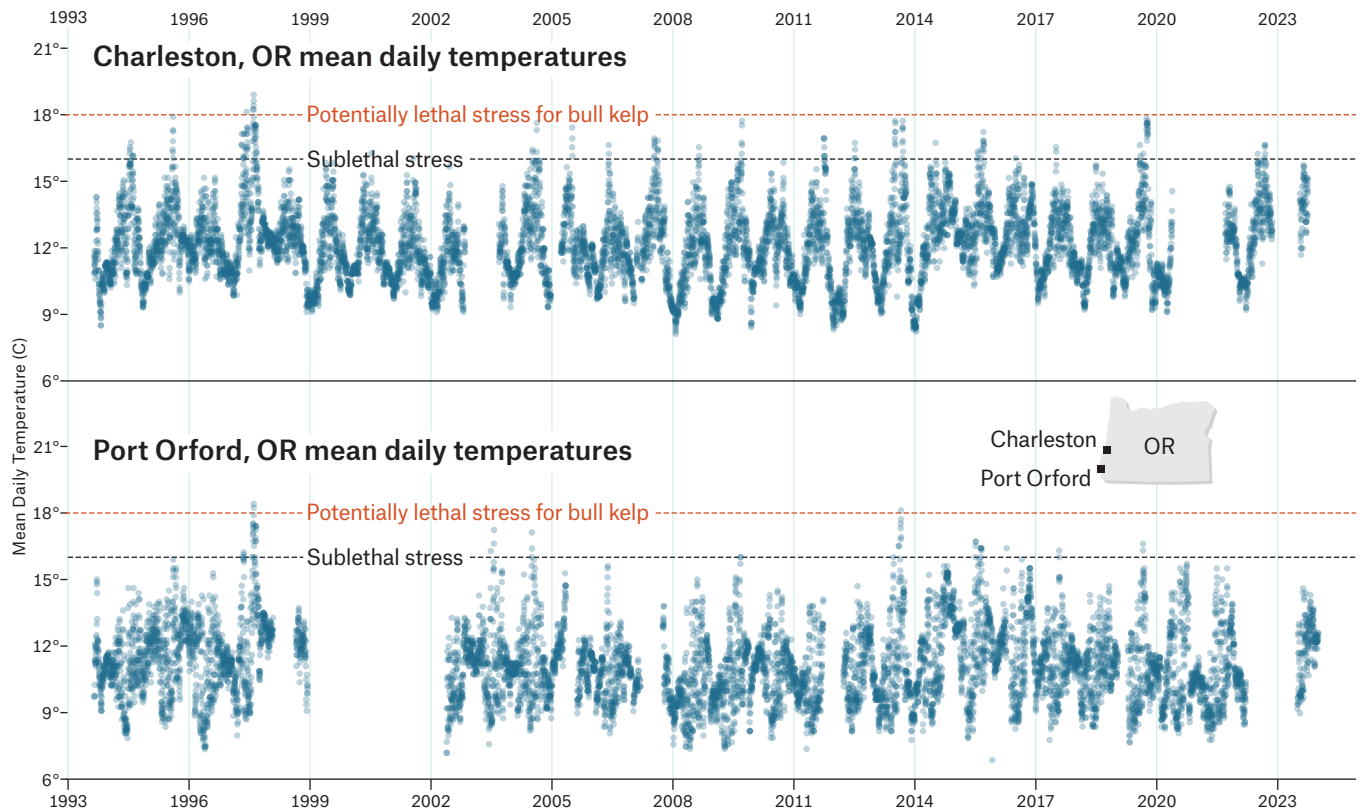 1993 1996 1999 2002 2005 2008 2011 2014 2017 2020 2023
21°
Charleston, OR mean daily temperatures
18°
Potentially lethal stress for bull kelp
Sublethal stress
15°
12°
9°
6°
Mean Daily Temperature (C)
Charleston
OR
Port Orford
21°
Port Orford, OR mean daily temperatures
18°
Potentially lethal stress for bull kelp
Sublethal stress
15°
12°
9°
6°
1993 1996 1999 2002 2005 2008 2011 2014 2017 2020 2023